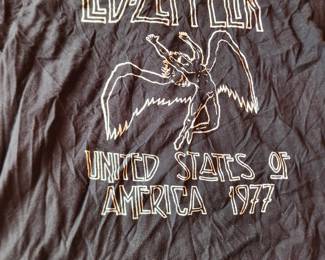 LED-ZEPPELIN
UNITED STATES OF
AMERICA 1977